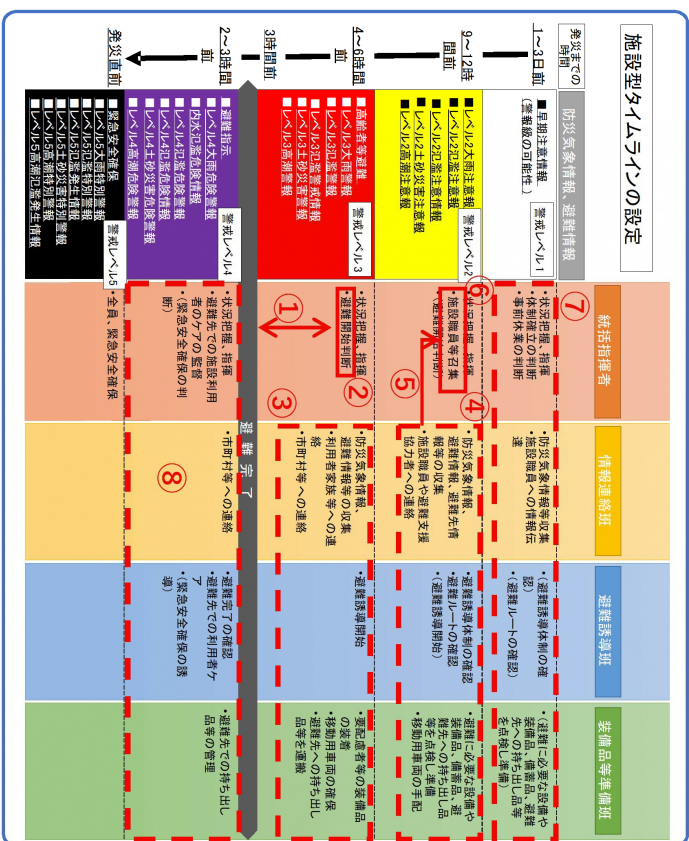 施設型タイムラインの設定
発災までの
時間
防災気象情報、避難情報
統括指揮者
情報連絡班
避難誘導班
装備品等準備班
1～3日前
■早期注意情報
（警報級の可能性）
警戒レベル1
⑦
・状況把握、指揮
・体制確立の判断
・事前休業の判断
・防災気象情報等収集
・施設職員への情報伝
達
・（避難誘導体制の確
認）
・（避難ルートの確認）
・（避難に必要な設備や
装備品、備蓄品、避難
先への持ち出し品等
を点検し準備）
9～12時
間前
■レベル2大雨注意報
■レベル2氾濫注意報
■レベル2氾濫注意情報
■レベル2土砂災害注意報
■レベル2高潮注意報
警戒レベル2
⑥
・状況把握、指揮
・施設職員等召集
・（避難開始判断）
④
⑤
・防災気象情報、
避難情報、避難先情
報等の収集
・施設職員や避難支援
協力者への連絡
・避難誘導体制の確認
・避難ルートの確認
・（避難誘導開始）
・避難に必要な設備や
装備品、備蓄品、避
難先への持ち出し品
等を点検し準備
・移動用車両の手配
4～6時間
前
3時間前
■高齢者等避難
■レベル3大雨警報
■レベル3氾濫警報
■レベル3氾濫警戒情報
■レベル3土砂災害警報
■レベル3高潮警報
警戒レベル3
・状況把握、指揮
・避難開始判断
②
①
③
・防災気象情報、
避難情報等の収集
・利用者家族等への連
絡
・避難誘導開始
・要配慮者等の装備品
の装着
・移動用車両の確保
・避難先への持ち出し
品等を運搬
避難完了
2～3時間
前
■避難指示
■レベル4大雨危険警報
■内水氾濫危険情報
■レベル4氾濫危険警報
■レベル4氾濫危険情報
■レベル4土砂災害危険警報
■レベル4高潮危険警報
警戒レベル4
・状況把握、指揮
・避難先での施設利用
者のケアの監督
・（緊急安全確保の判
断）
・市町村等への連絡
⑧
・避難完了の確認
・避難先での利用者ケ
ア
・（緊急安全確保の誘
導）
・避難先での持ち出し
品等の管理
発災直前
■緊急安全確保
■レベル5大雨特別警報
■レベル5氾濫特別警報
■レベル5氾濫発生情報
■レベル5土砂災害特別警報
■レベル5高潮特別警報
■レベル5高潮氾濫発生情報
警戒レベル5
・全員、緊急安全確保